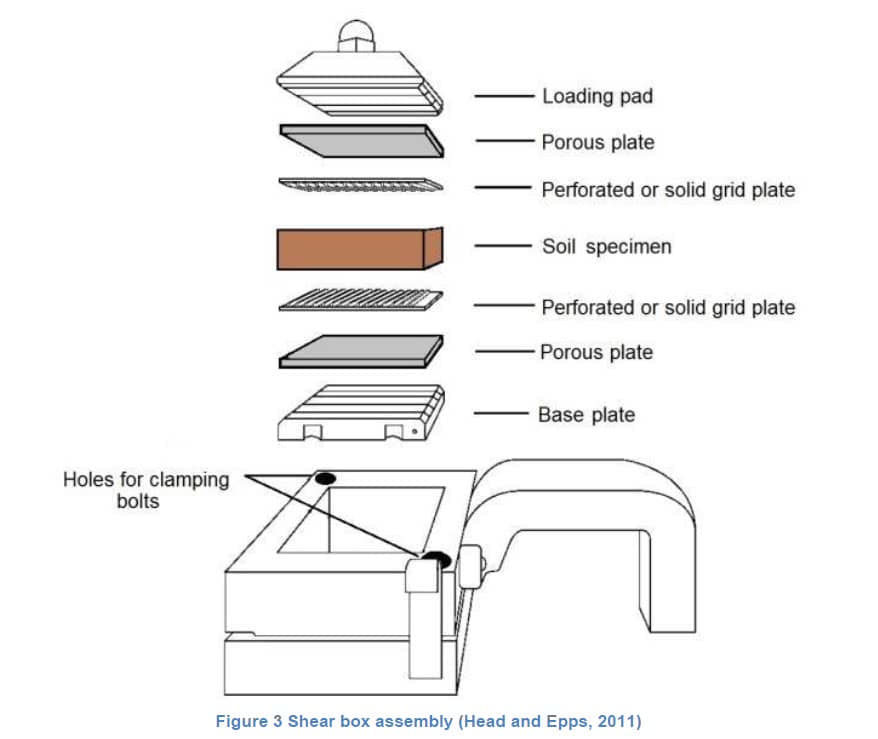 Loading pad
Porous plate
Perforated or solid grid plate
Soil specimen
Perforated or solid grid plate
Porous plate
Base plate
Holes for clamping
bolts
Figure 3 Shear box assembly (Head and Epps, 2011)